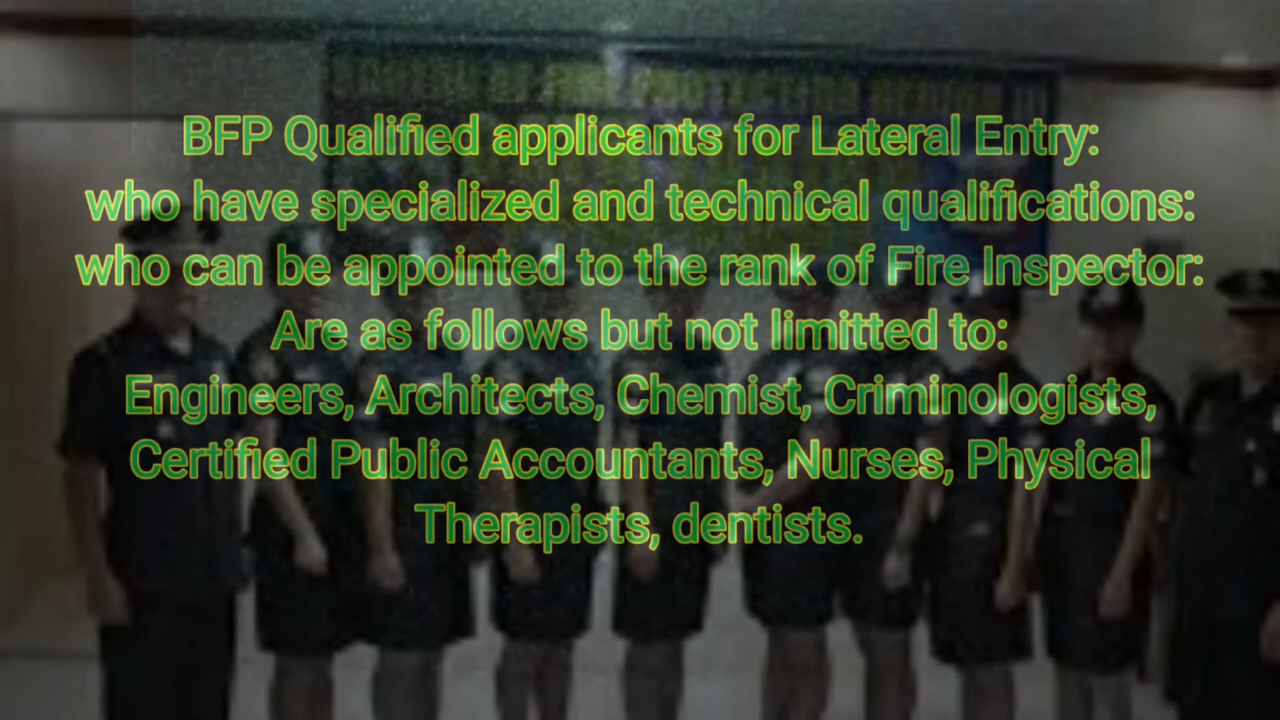 BFP Qualified applicants for Lateral Entry:
who have specialized and technical qualifications:
who can be appointed to the rank of Fire Inspector:
Are as follows but not limitted to:
Engineers, Architects, Chemist, Criminologists,
Certified Public Accountants, Nurses, Physical
Therapists, dentists.